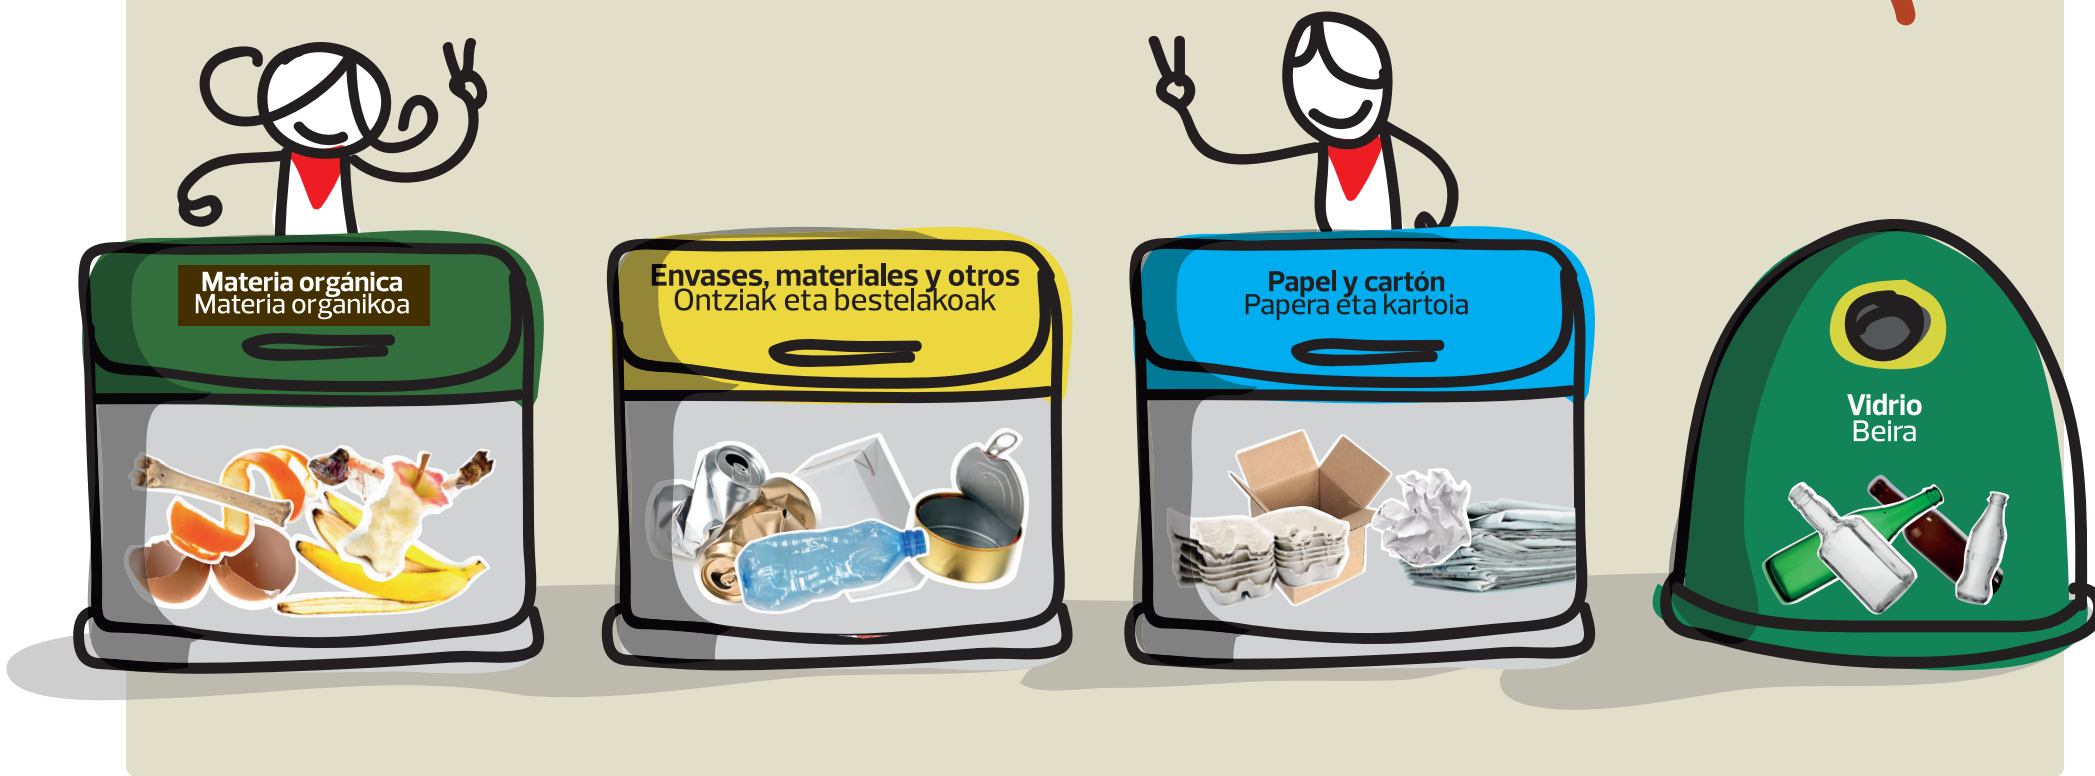 Materia orgánica
Materia organikoa
Envases, materiales y otros
Ontziak eta bestelakoak
Papel y cartón
Papera eta kartoia
Vidrio
Beira